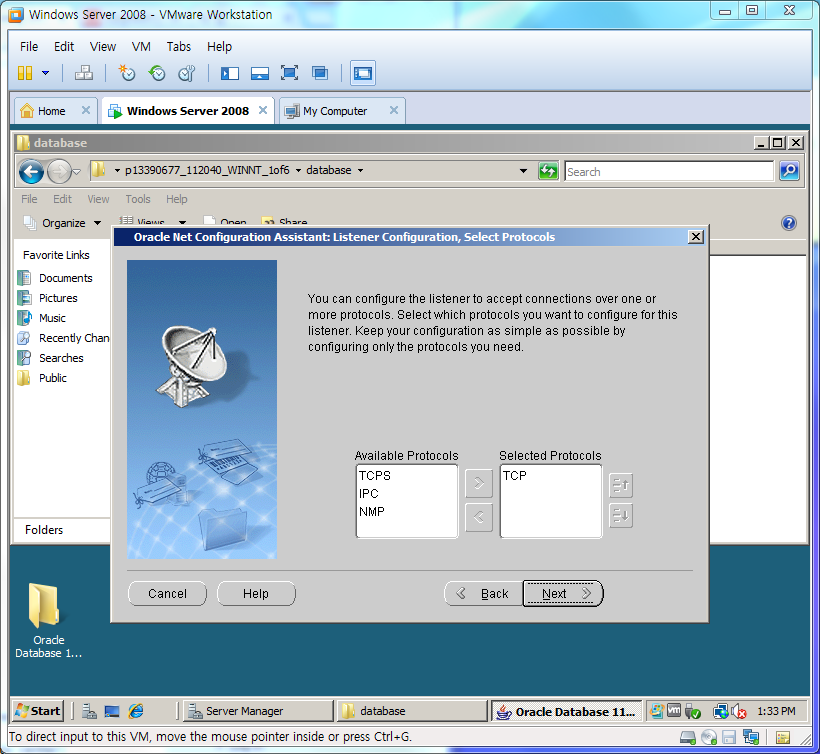 Windows Server 2008 - VMware Workstation
File Edit View VM Tabs Help
Home Windows Server 2008 My Computer
database
p13390677_112040_WINNT_1of6 database Search
File Edit View Tools Help
Organize Views Open Share
Oracle Net Configuration Assistant: Listener Configuration, Select Protocols
Favorite Links
Documents
Pictures
Music
Recently Chan
Searches
Public
Folders
You can configure the listener to accept connections over one or
more protocols. Select which protocols you want to configure for this
listener. Keep your configuration as simple as possible by
configuring only the protocols you need.
Available Protocols Selected Protocols
TCPS TCP
IPC
NMP
Cancel Help Back Next
Oracle
Database 1...
Start Server Manager database Oracle Database 11... 1:33 PM
To direct input to this VM, move the mouse pointer inside or press Ctrl+G.